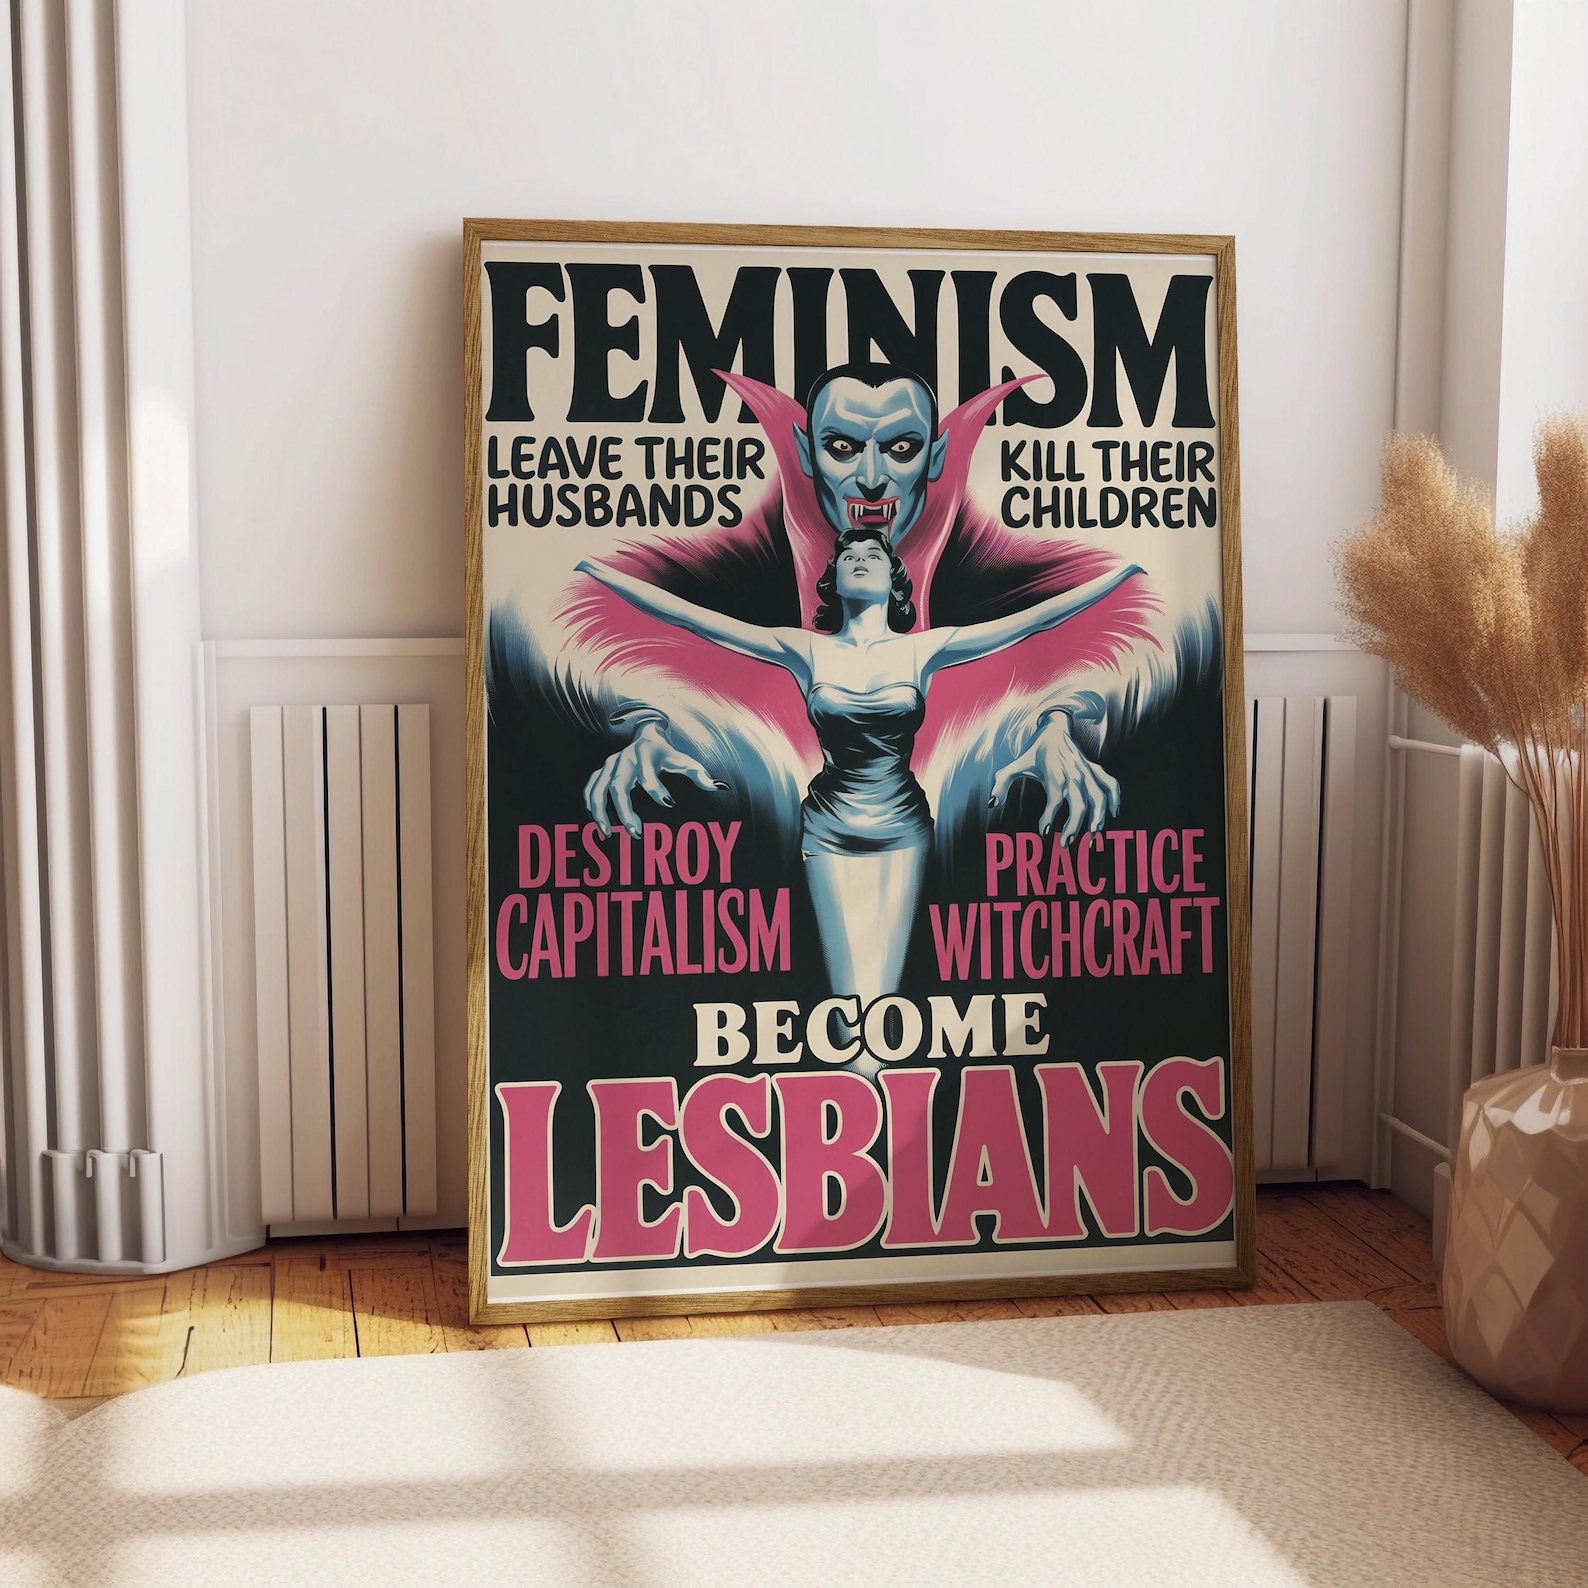 FEMINISM
LEAVE THEIR
HUSBANDS
KILL THEIR
CHILDREN
DESTROY
CAPITALISM
PRACTICE
WITCHCRAFT
BECOME
LESBIANS